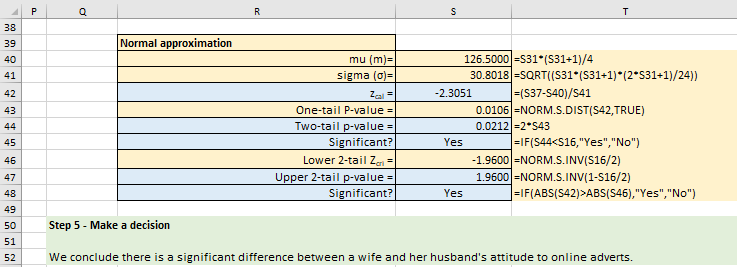 P Q R S T
38
39 Normal approximation
40 mu (m)= 126.5000 =S31*(S31+1)/4
41 sigma (σ)= 30.8018 =SQRT((S31*(S31+1)*(2*S31+1)/24))
42 Zcal = -2.3051 =(S37-S40)/S41
43 One-tail P-value = 0.0106 =NORM.S.DIST(S42,TRUE)
44 Two-tail p-value = 0.0212 =2*S43
45 Significant? Yes =IF(S44<S16,"Yes","No")
46 Lower 2-tail Zcri = -1.9600 =NORM.S.INV(S16/2)
47 Upper 2-tail p-value = 1.9600 =NORM.S.INV(1-S16/2)
48 Significant? Yes =IF(ABS(S42)>ABS(S46),"Yes","No")
49
50 Step 5 - Make a decision
51
52 We conclude there is a significant difference between a wife and her husband's attitude to online adverts.